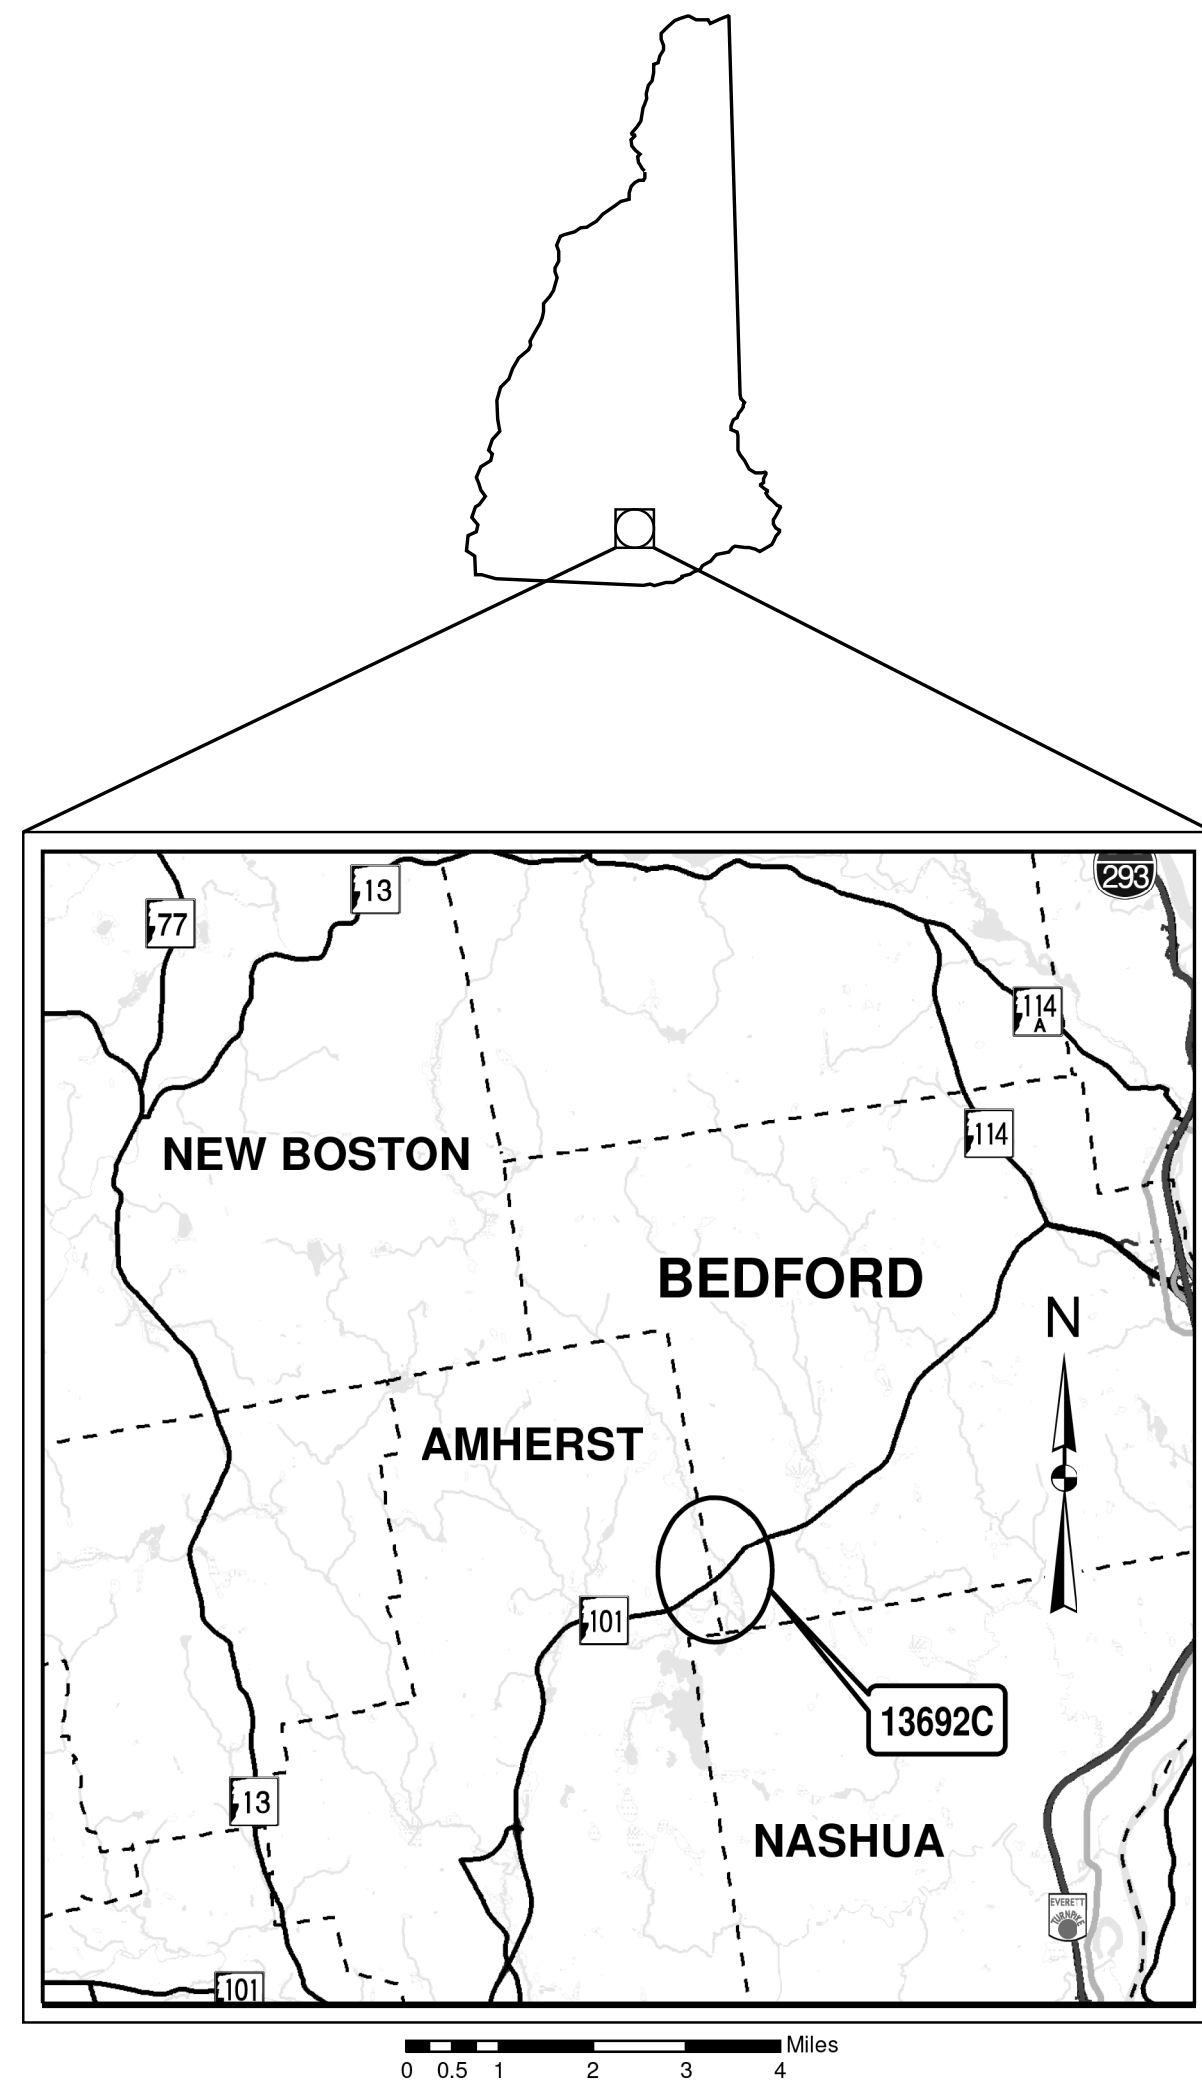 293
13
77
114
A
114
NEW BOSTON
BEDFORD
N
AMHERST
101
13692C
13
NASHUA
EVERETT
TURNPIKE
101
Miles
0 0.5 1 2 3 4